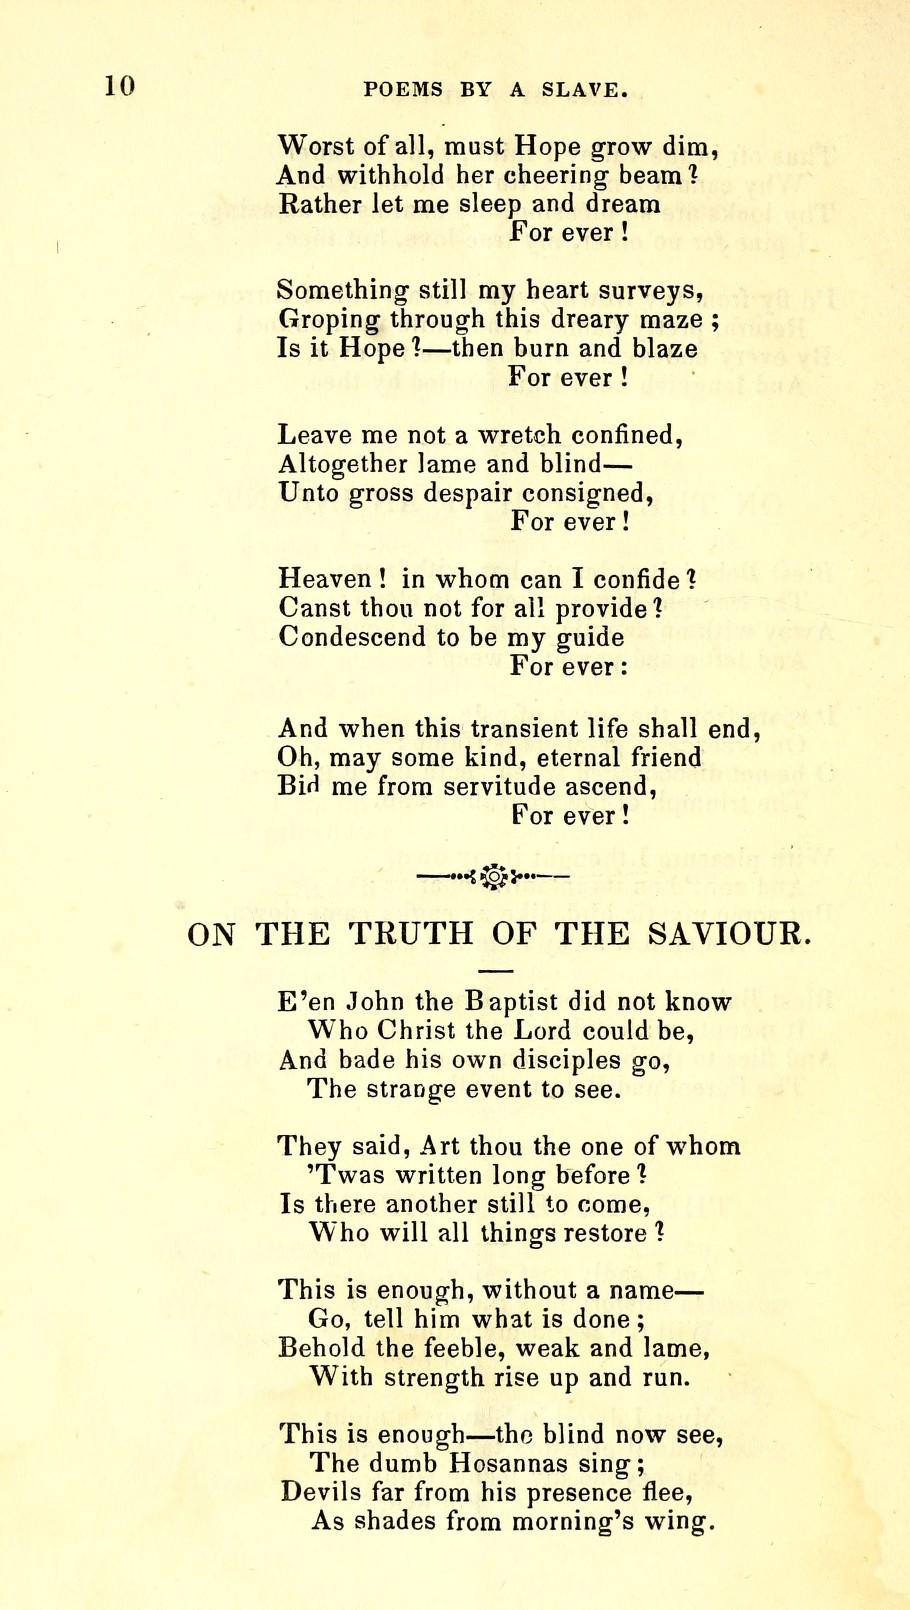 10
POEMS BY A SLAVE.
Worst of all, must Hope grow dim,
And withhold her cheering beam?
Rather let me sleep and dream
For ever!
Something still my heart surveys,
Groping through this dreary maze;
Is it Hope?—then burn and blaze
For ever!
Leave me not a wretch confined,
Altogether lame and blind—
Unto gross despair consigned,
For ever!
Heaven! in whom can I confide?
Canst thou not for all provide?
Condescend to be my guide
For ever:
And when this transient life shall end,
Oh, may some kind, eternal friend
Bid me from servitude ascend,
For ever!
ON THE TRUTH OF THE SAVIOUR.
E'en John the Baptist did not know
Who Christ the Lord could be,
And bade his own disciples go,
The strange event to see.
They said, Art thou the one of whom
'Twas written long before?
Is there another still to come,
Who will all things restore?
This is enough, without a name—
Go, tell him what is done;
Behold the feeble, weak and lame,
With strength rise up and run.
This is enough—the blind now see,
The dumb Hosannas sing;
Devils far from his presence flee,
As shades from morning's wing.